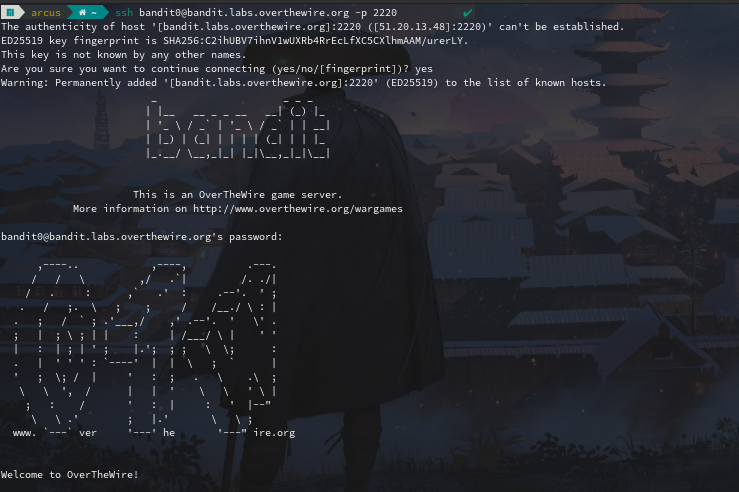 arcus ~ ssh bandit0@bandit.labs.overthewire.org -p 2220 ✔
The authenticity of host '[bandit.labs.overthewire.org]:2220 ([51.20.13.48]:2220)' can't be established.
ED25519 key fingerprint is SHA256:C2ihUBV7ihnV1wUXRb4RrEcLfXC5CXlhmAAM/urerLY.
This key is not known by any other names.
Are you sure you want to continue connecting (yes/no/[fingerprint])? yes
Warning: Permanently added '[bandit.labs.overthewire.org]:2220' (ED25519) to the list of known hosts.
bandit
This is an OverTheWire game server.
More information on http://www.overthewire.org/wargames
bandit0@bandit.labs.overthewire.org's password:
www. ver he ire.org
Welcome to OverTheWire!